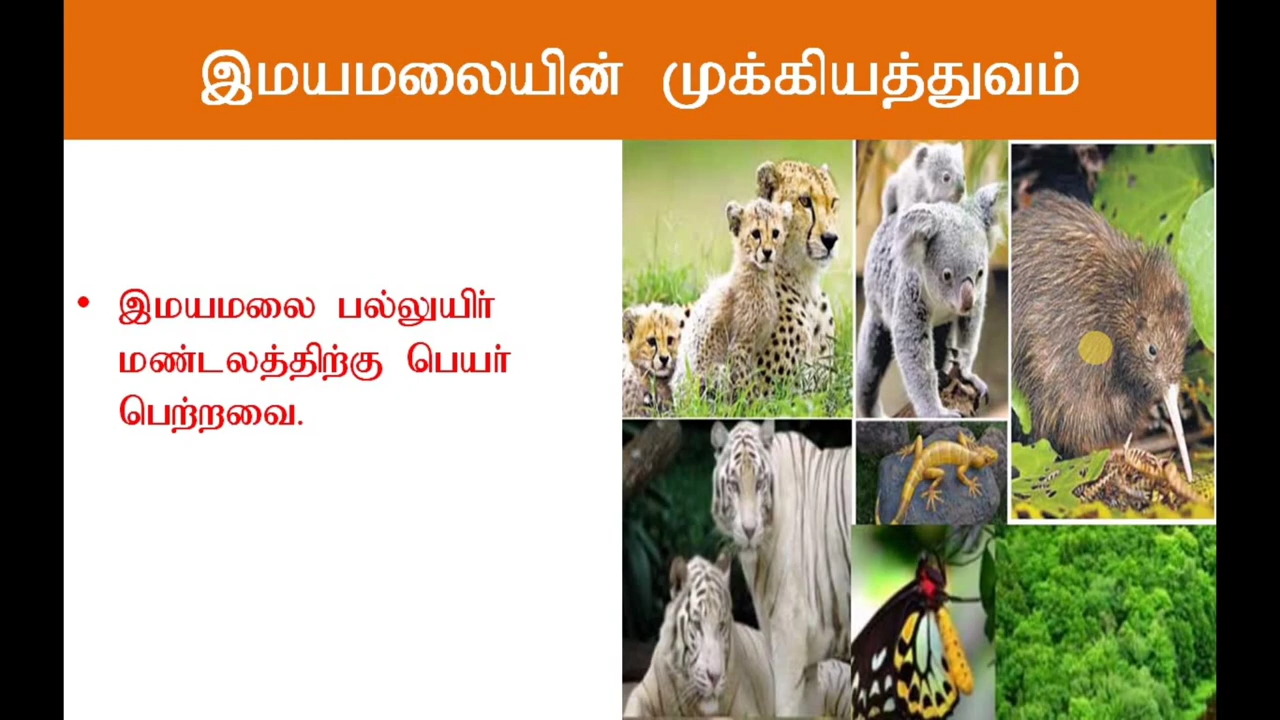 இமயமலையின் முக்கியத்துவம்
• இமயமலை பல்லுயிர்
மண்டலத்திற்கு பெயர்
பெற்றவை.